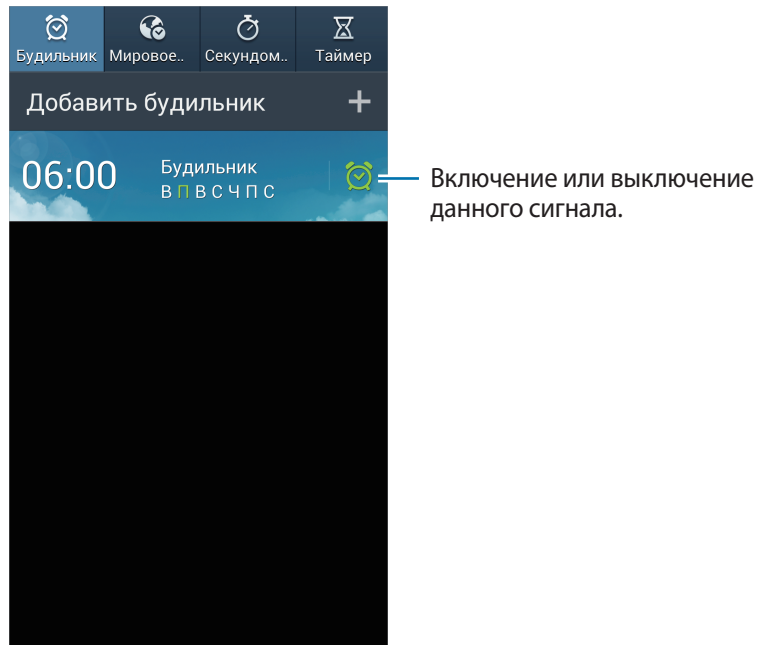 Будильник Мировое.. Секундом.. Таймер
Добавить будильник
06:00 Будильник
В П В С Ч П С
Включение или выключение
данного сигнала.